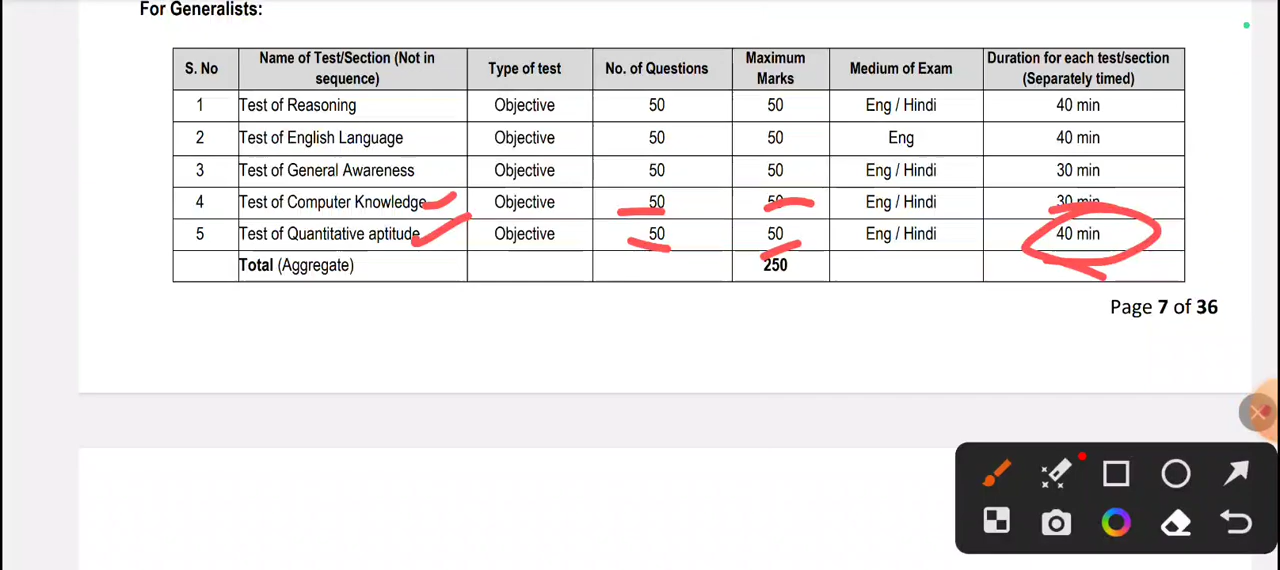 For Generalists:
S. No Name of Test/Section (Not in sequence) Type of test No. of Questions Maximum Marks Medium of Exam Duration for each test/section (Separately timed)
1 Test of Reasoning Objective 50 50 Eng / Hindi 40 min
2 Test of English Language Objective 50 50 Eng 40 min
3 Test of General Awareness Objective 50 50 Eng / Hindi 30 min
4 Test of Computer Knowledge Objective 50 50 Eng / Hindi 30 min
5 Test of Quantitative aptitude Objective 50 50 Eng / Hindi 40 min
Total (Aggregate) 250
Page 7 of 36